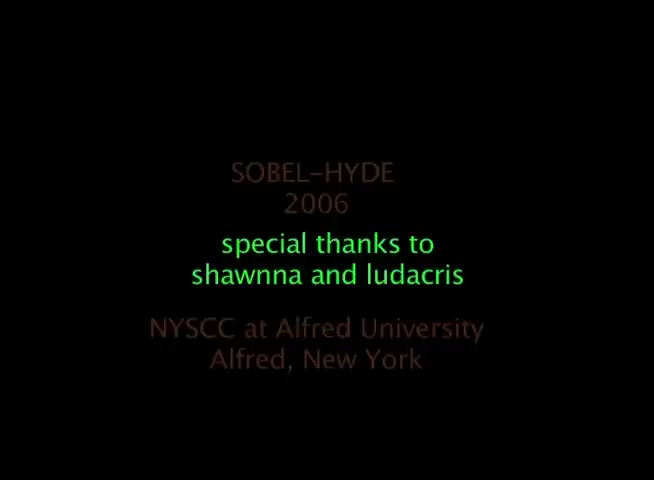 SOBEL-HYDE
2006
special thanks to
shawnna and ludacris
NYSCC at Alfred University
Alfred, New York